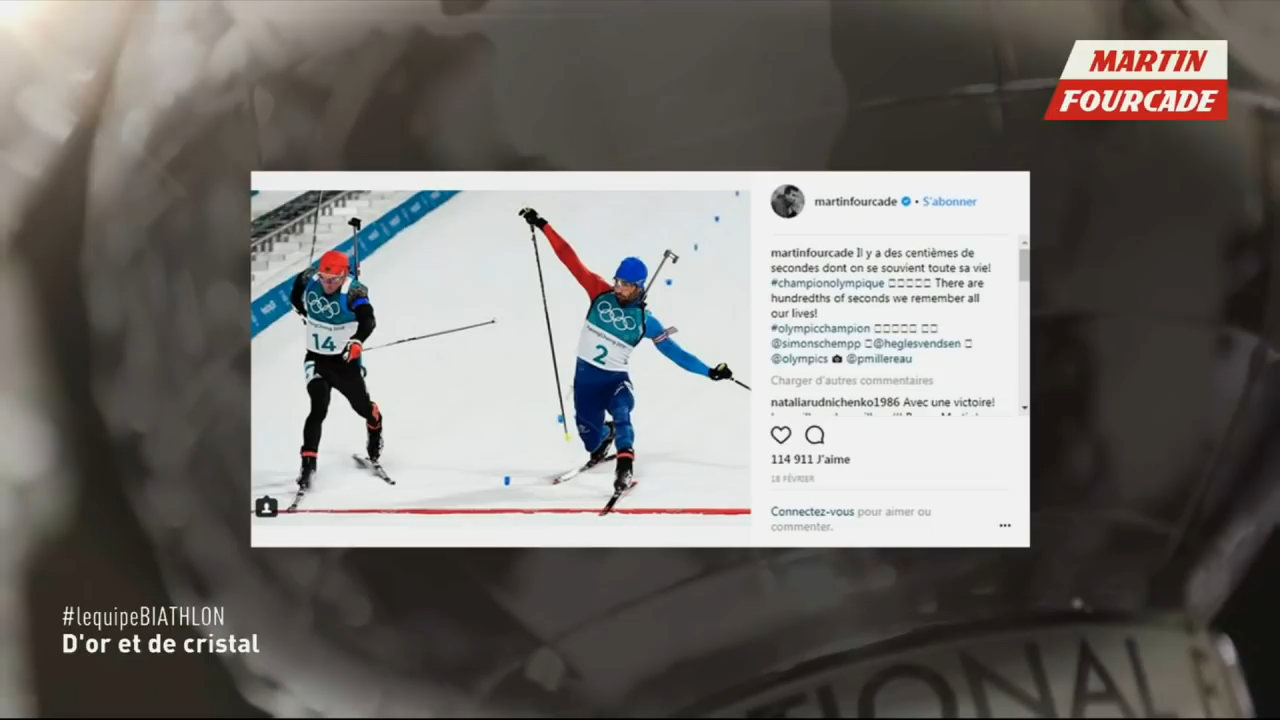 MARTIN
FOURCADE
martinfourcade • S'abonner
martinfourcade Il y a des centièmes de
secondes dont on se souvient toute sa vie!
#championolympique There are
hundredths of seconds we remember all
our lives!
#olympicchampion
@simonschempp @heglesvendsen
@olympics @pmillereau
Charger d'autres commentaires
nataliarudnichenko1986 Avec une victoire!
114 911 J'aime
18 FÉVRIER
Connectez-vous pour aimer ou
commenter.
14
2
#lequipeBIATHLON
D'or et de cristal
TIONAL